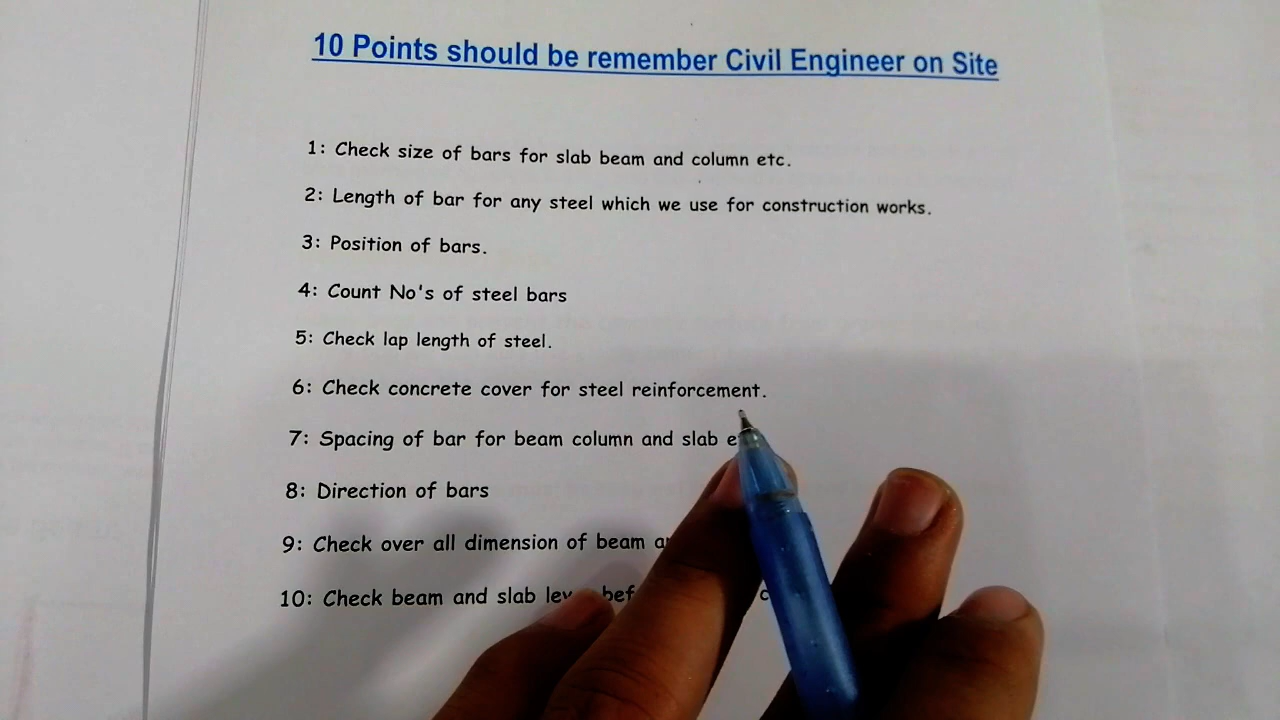 10 Points should be remember Civil Engineer on Site
1: Check size of bars for slab beam and column etc.
2: Length of bar for any steel which we use for construction works.
3: Position of bars.
4: Count No's of steel bars
5: Check lap length of steel.
6: Check concrete cover for steel reinforcement.
7: Spacing of bar for beam column and slab
8: Direction of bars
9: Check over all dimension of beam
10: Check beam and slab